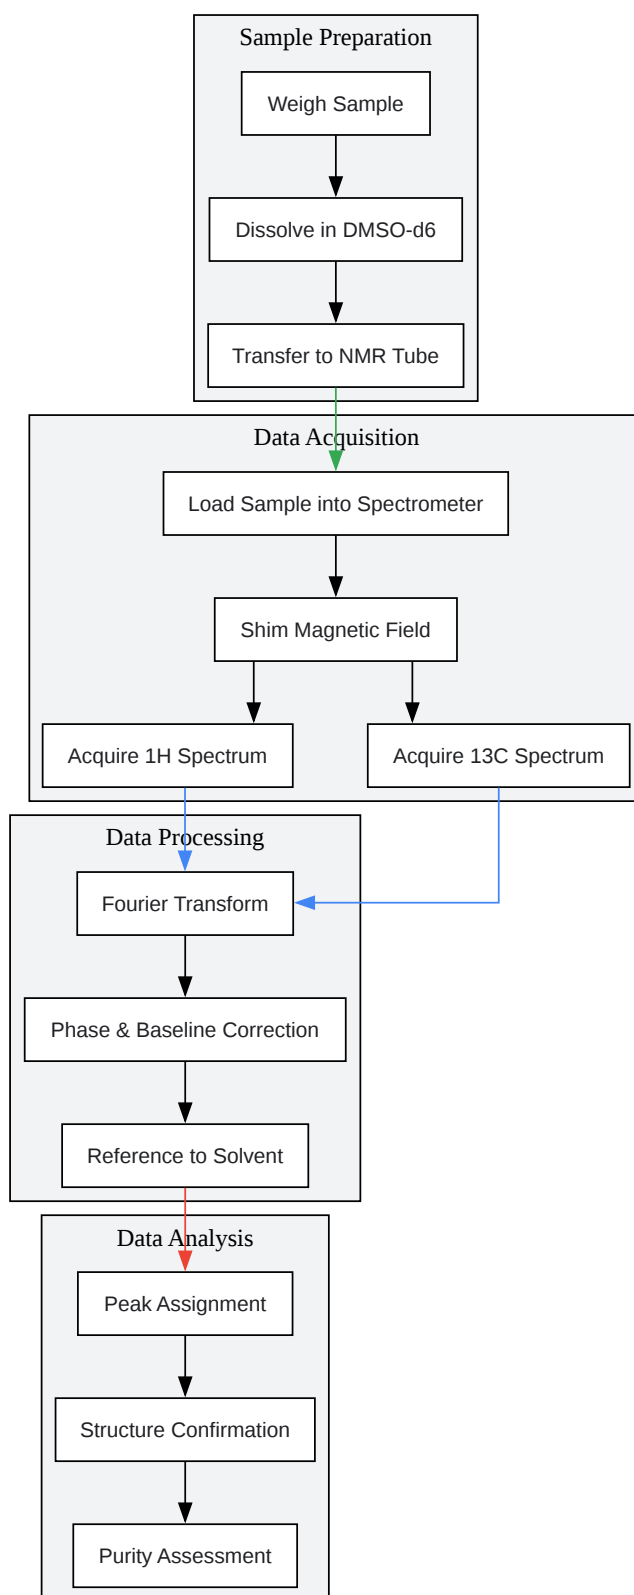 Sample Preparation
Weigh Sample
Dissolve in DMSO-d6
Transfer to NMR Tube
Data Acquisition
Load Sample into Spectrometer
Shim Magnetic Field
Acquire 1H Spectrum
Acquire 13C Spectrum
Data Processing
Fourier Transform
Phase & Baseline Correction
Reference to Solvent
Data Analysis
Peak Assignment
Structure Confirmation
Purity Assessment